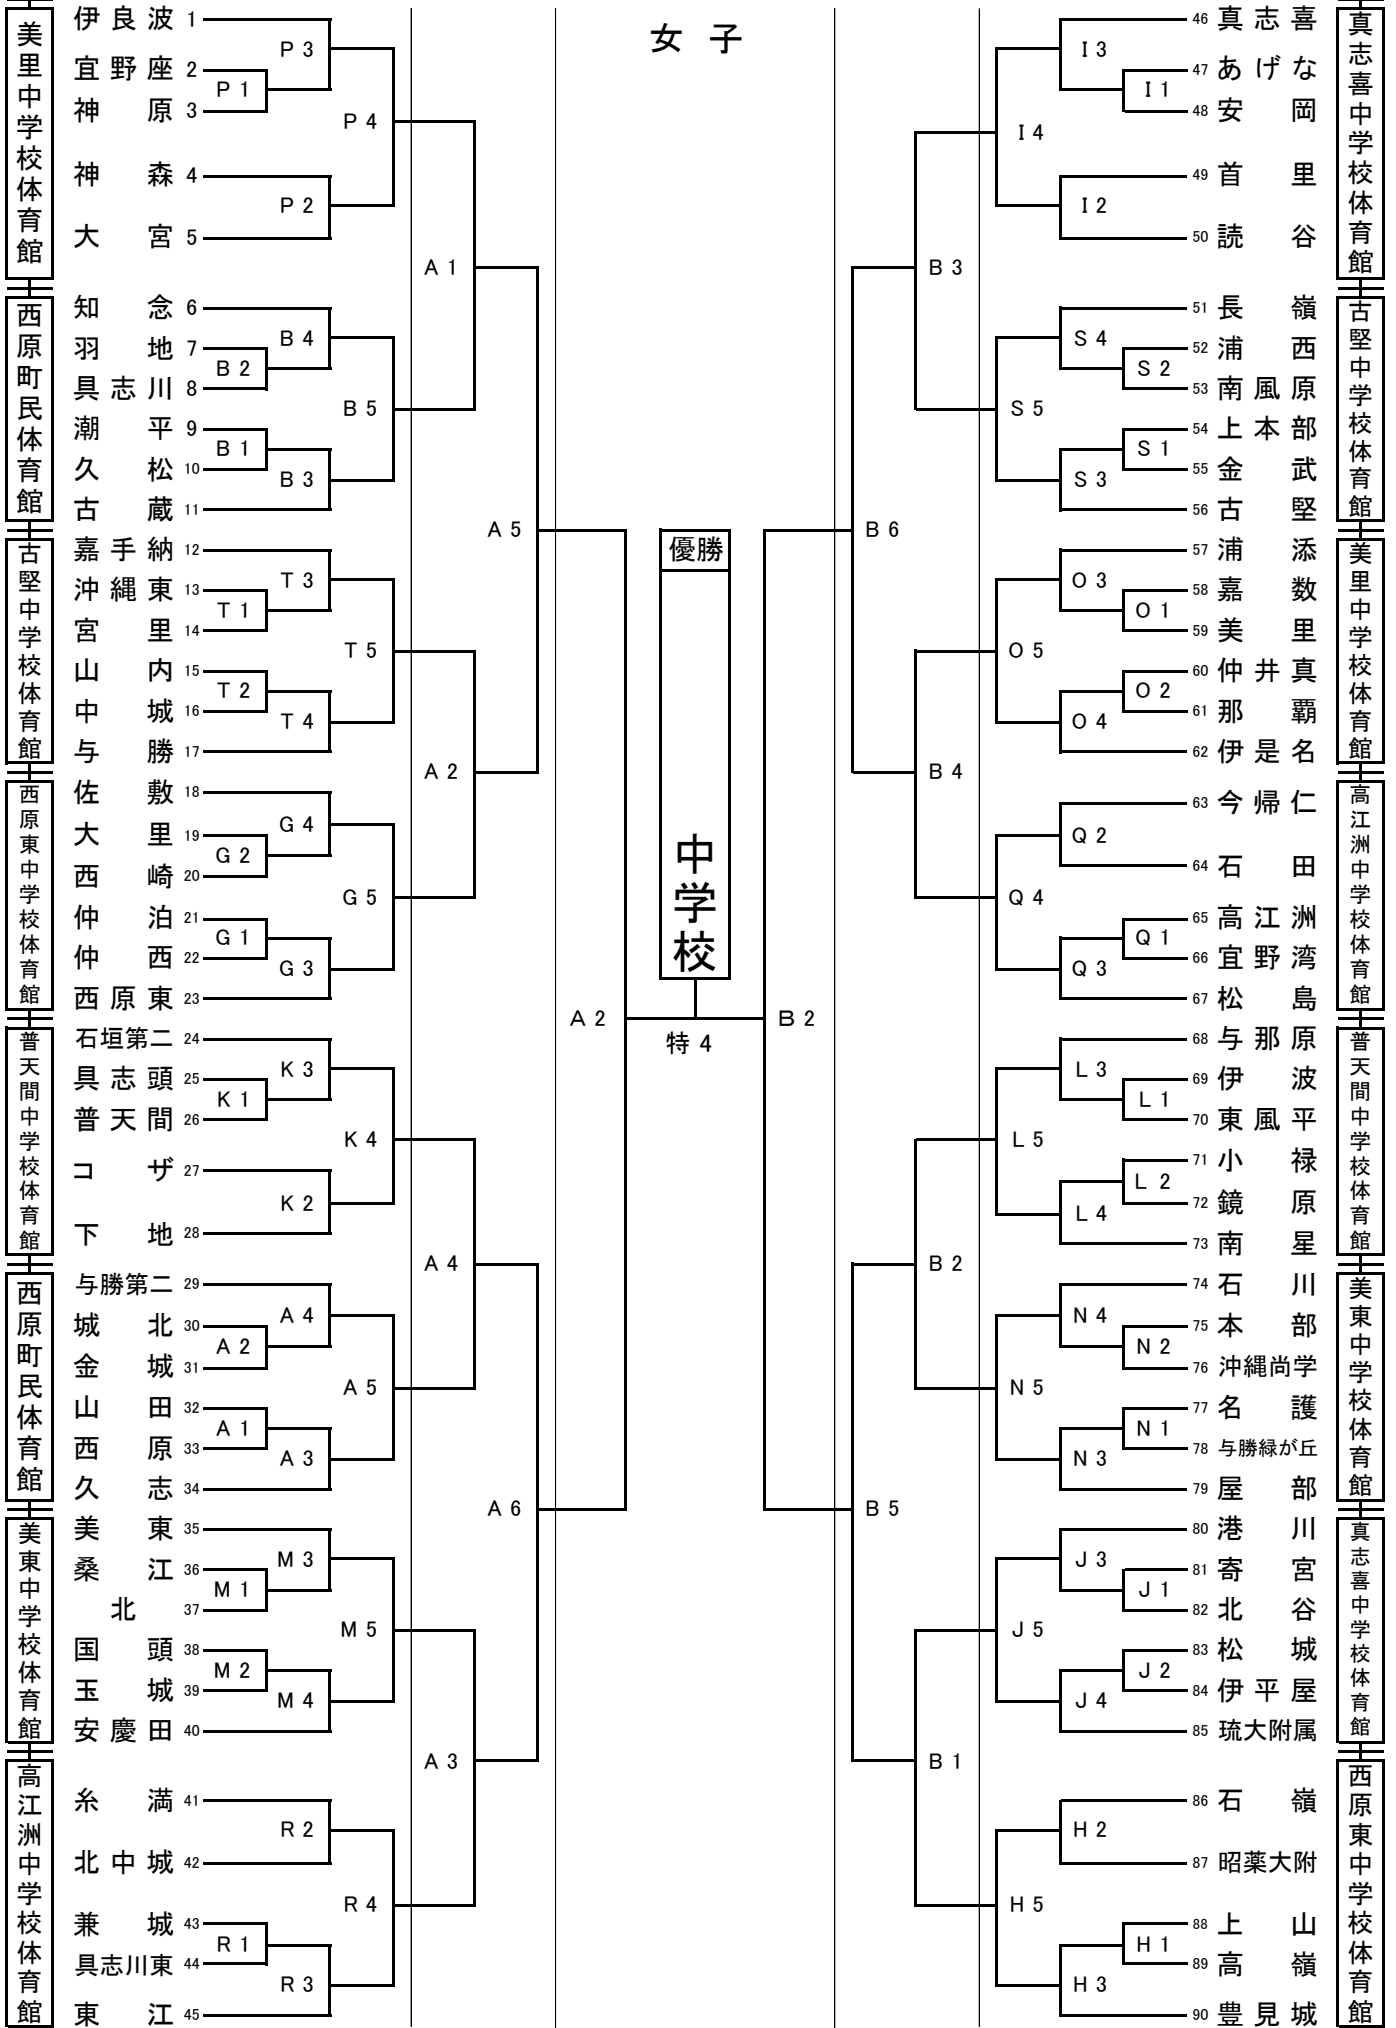 女子
美里中学校体育館
伊良波 1
宜野座 2
神原 3
神森 4
大宮 5
P3
P1
P4
P2
西原町民体育館
知念 6
羽地 7
具志川 8
潮平 9
久松 10
古蔵 11
B4
B2
B5
B1
B3
A1
古堅中学校体育館
嘉手納 12
沖縄東 13
宮里 14
山内 15
中城 16
与勝 17
T3
T1
T5
T2
T4
A5
西原東中学校体育館
佐敷 18
大里 19
西崎 20
仲泊 21
仲西 22
西原東 23
G4
G2
G5
G1
G3
A2
普天間中学校体育館
石垣第二 24
具志頭 25
普天間 26
コザ 27
下地 28
K3
K1
K4
K2
A2
西原町民体育館
与勝第二 29
城北 30
金城 31
山田 32
西原 33
久志 34
A4
A2
A5
A1
A3
A4
美東中学校体育館
美東 35
桑江 36
北 37
国頭 38
玉城 39
安慶田 40
M3
M1
M5
M2
M4
A6
高江洲中学校体育館
糸満 41
北中城 42
兼城 43
具志川東 44
東江 45
R2
R4
R1
R3
A3
優勝
中学校
特4
真志喜中学校体育館
46 真志喜
47 あげな
48 安岡
49 首里
50 読谷
I3
I1
I4
I2
古堅中学校体育館
51 長嶺
52 浦西
53 南風原
54 上本部
55 金武
56 古堅
S4
S2
S5
S1
S3
B3
美里中学校体育館
57 浦添
58 嘉数
59 美里
60 仲井真
61 那覇
62 伊是名
O3
O1
O5
O2
O4
B6
高江洲中学校体育館
63 今帰仁
64 石田
65 高江洲
66 宜野湾
67 松島
Q2
Q4
Q1
Q3
B4
普天間中学校体育館
68 与那原
69 伊波
70 東風平
71 小禄
72 鏡原
73 南星
L3
L1
L5
L2
L4
B2
美東中学校体育館
74 石川
75 本部
76 沖縄尚学
77 名護
78 与勝緑が丘
79 屋部
N4
N2
N5
N1
N3
B2
真志喜中学校体育館
80 港川
81 寄宮
82 北谷
83 松城
84 伊平屋
85 琉大附属
J3
J1
J5
J2
J4
B5
西原東中学校体育館
86 石嶺
87 昭薬大附
88 上山
89 高嶺
90 豊見城
H2
H5
H1
H3
B1